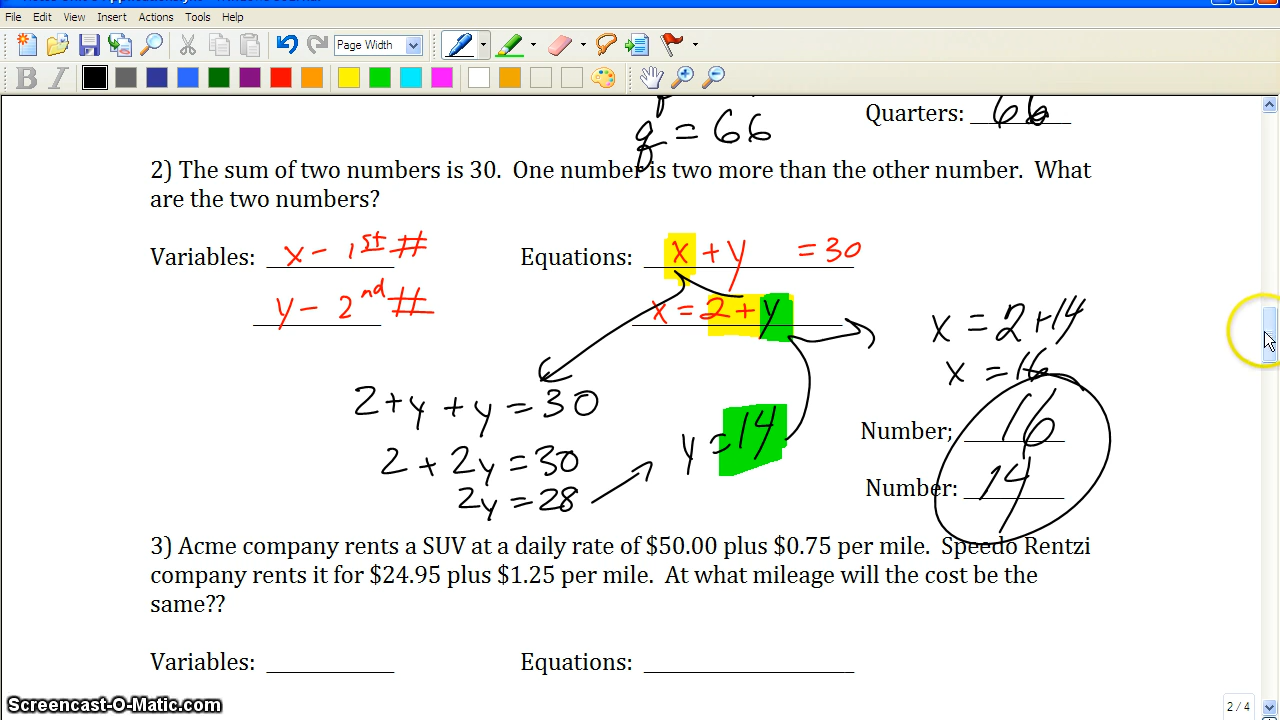 File Edit View Insert Actions Tools Help
Page Width
B I
q = 66
Quarters: 66
2) The sum of two numbers is 30. One number is two more than the other number. What
are the two numbers?
Variables: x - 1st #
y - 2nd #
Equations: x + y = 30
x = 2 + y
x = 2 + 14
x = 16
2 + y + y = 30
2 + 2y = 30
2y = 28
y = 14
Number; 16
Number: 14
3) Acme company rents a SUV at a daily rate of $50.00 plus $0.75 per mile. Speedo Rentzi
company rents it for $24.95 plus $1.25 per mile. At what mileage will the cost be the
same??
Variables: Equations:
Screencast-O-Matic.com
2 / 4